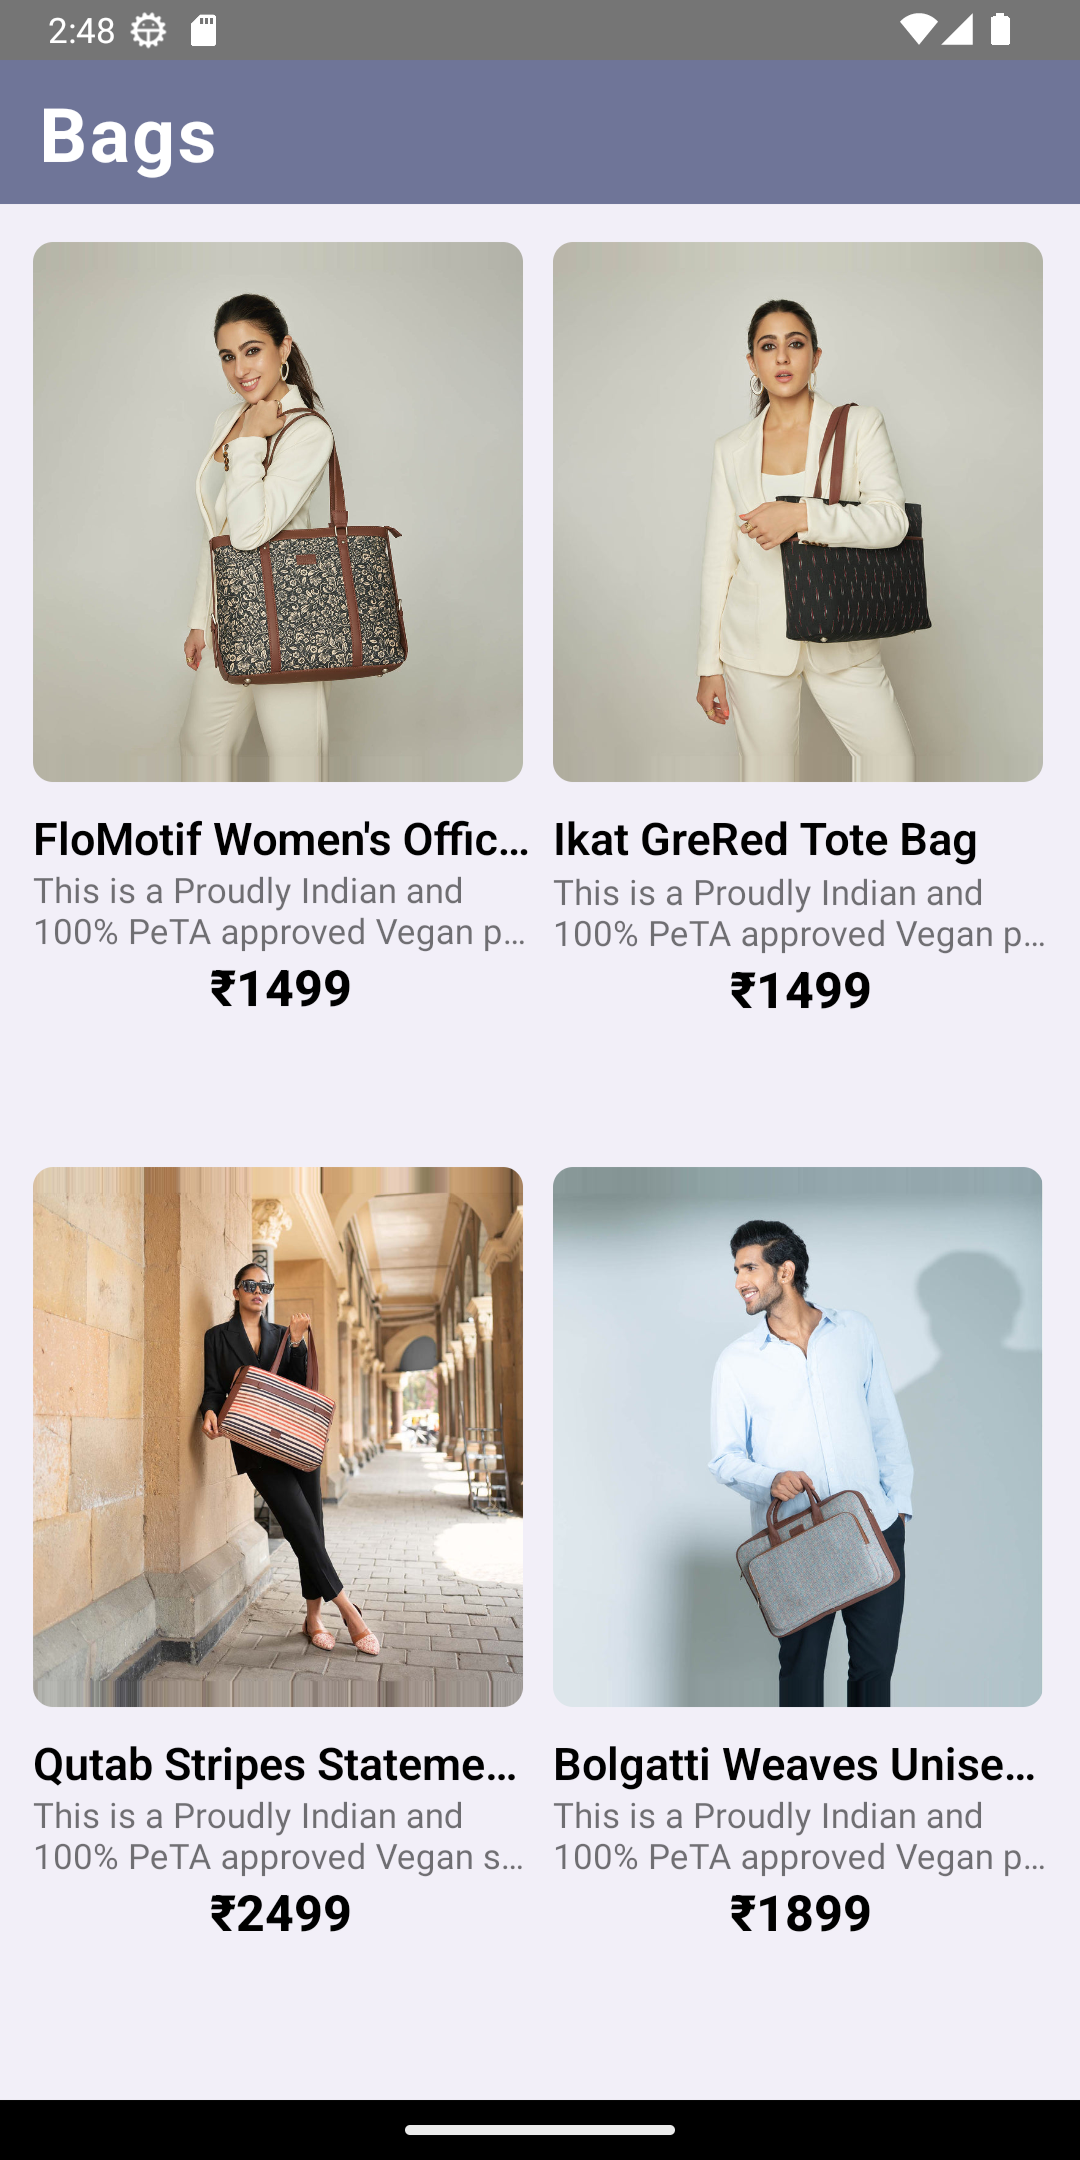 2:48
Bags
FloMotif Women's Offic...
This is a Proudly Indian and
100% PeTA approved Vegan p...
₹1499
Ikat GreRed Tote Bag
This is a Proudly Indian and
100% PeTA approved Vegan p...
₹1499
Qutab Stripes Stateme...
This is a Proudly Indian and
100% PeTA approved Vegan s...
₹2499
Bolgatti Weaves Unise...
This is a Proudly Indian and
100% PeTA approved Vegan p...
₹1899